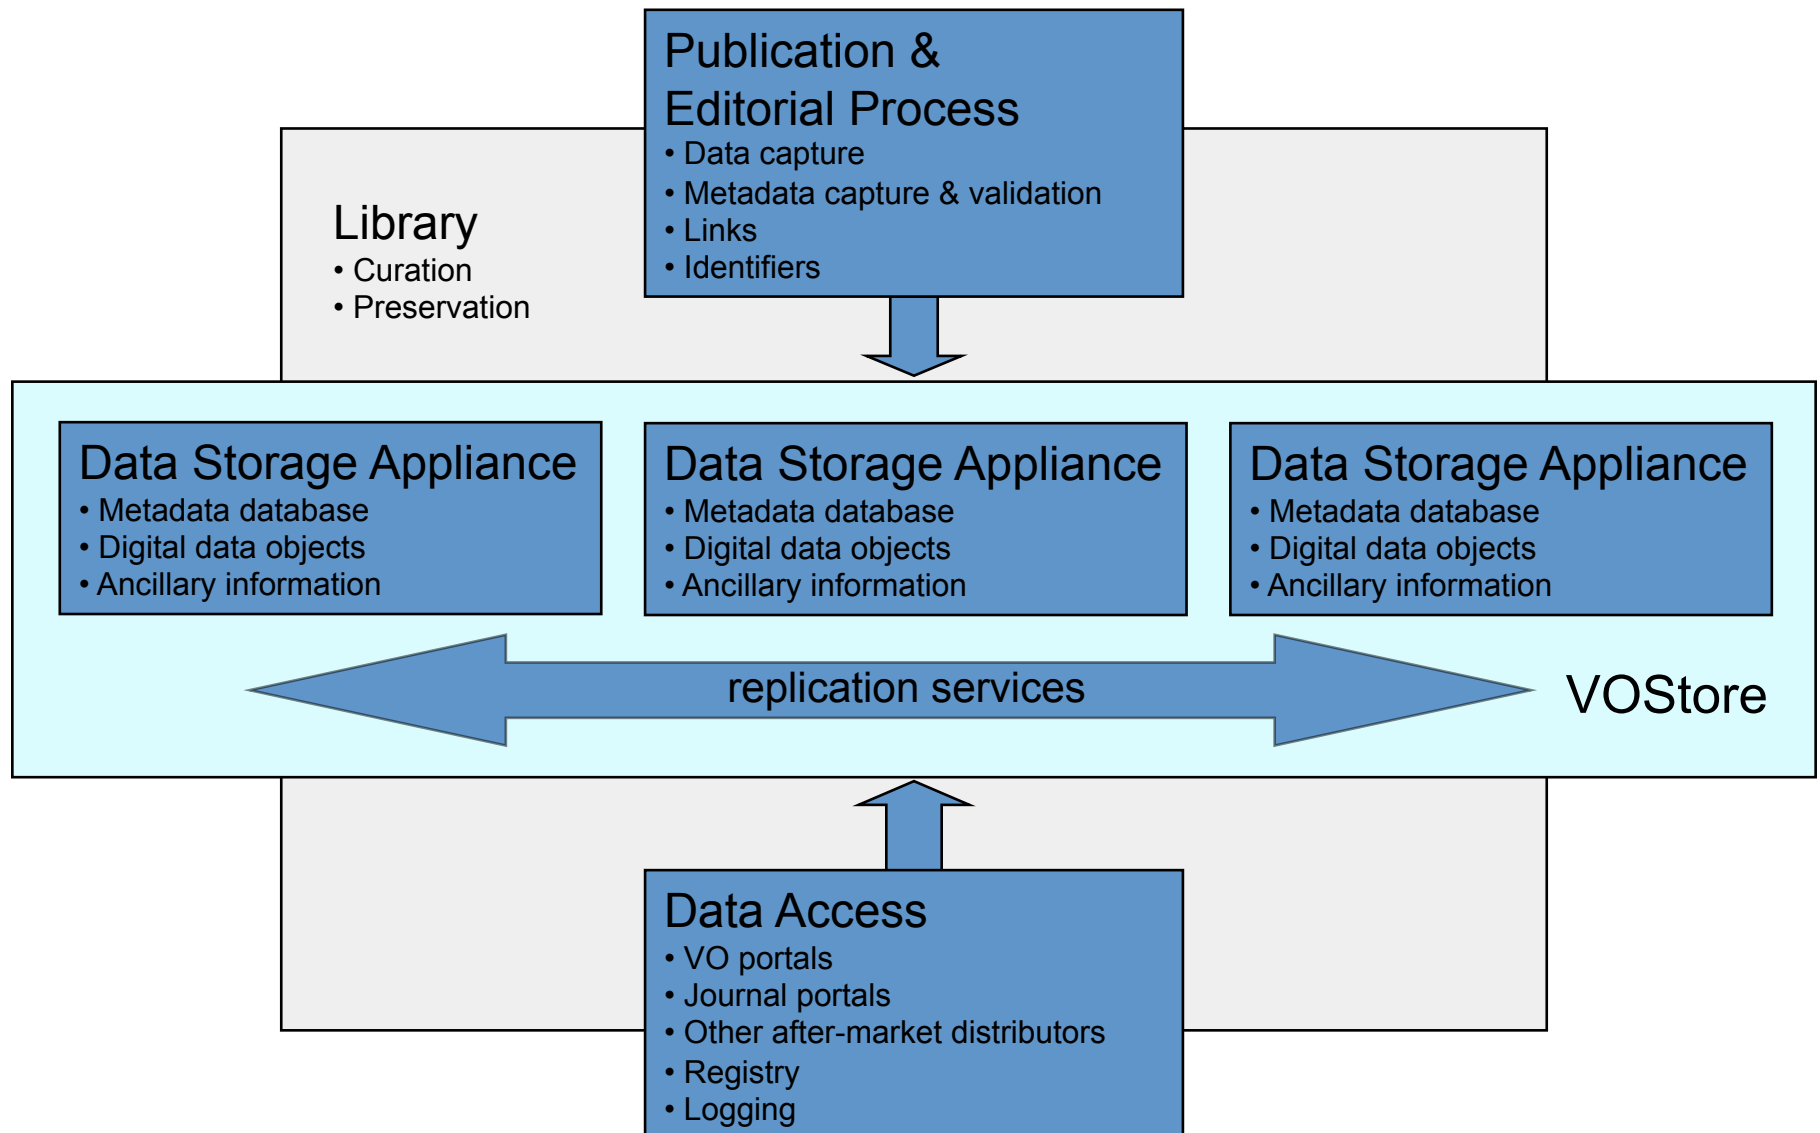 Publication &
Editorial Process
• Data capture
• Metadata capture & validation
• Links
• Identifiers
Library
• Curation
• Preservation
Data Storage Appliance
• Metadata database
• Digital data objects
• Ancillary information
Data Storage Appliance
• Metadata database
• Digital data objects
• Ancillary information
Data Storage Appliance
• Metadata database
• Digital data objects
• Ancillary information
replication services
VOStore
Data Access
• VO portals
• Journal portals
• Other after-market distributors
• Registry
• Logging